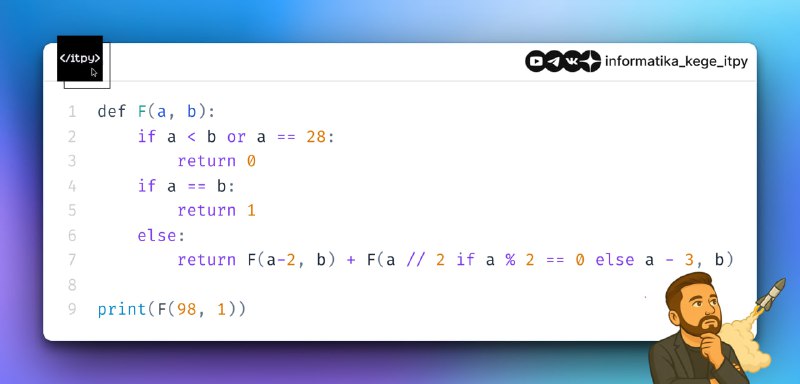 </itpy>
informatika_kege_itpy
1 def F(a, b):
2     if a < b or a == 28:
3         return 0
4     if a == b:
5         return 1
6     else:
7         return F(a-2, b) + F(a // 2 if a % 2 == 0 else a - 3, b)
8
9 print(F(98, 1))